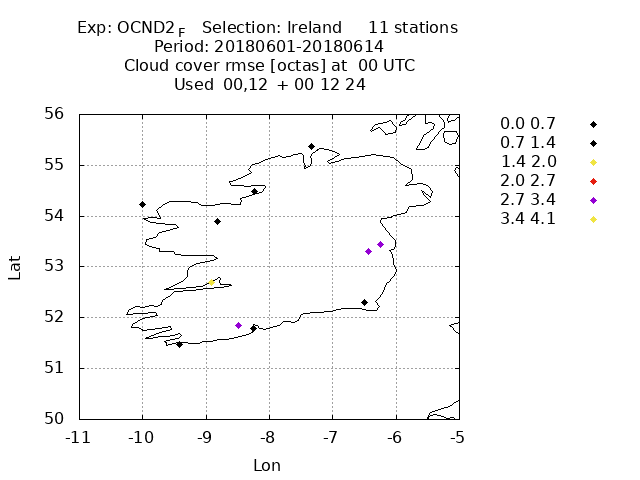 Exp: OCND2F Selection: Ireland 11 stations
Period: 20180601-20180614
Cloud cover rmse [octas] at 00 UTC
Used 00,12 + 00 12 24
0.0 0.7
0.7 1.4
1.4 2.0
2.0 2.7
2.7 3.4
3.4 4.1
56
55
54
53
52
51
50
Lat
-11 -10 -9 -8 -7 -6 -5
Lon